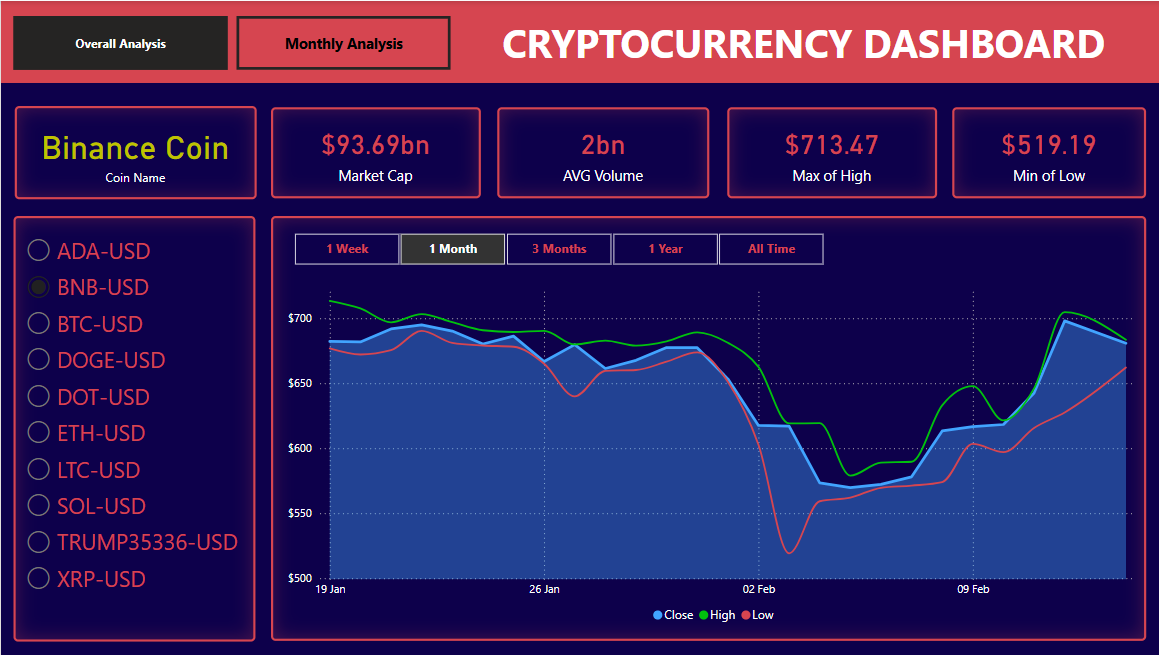 Overall Analysis
Monthly Analysis
CRYPTOCURRENCY DASHBOARD
Binance Coin
Coin Name
$93.69bn
Market Cap
2bn
AVG Volume
$713.47
Max of High
$519.19
Min of Low
ADA-USD
BNB-USD
BTC-USD
DOGE-USD
DOT-USD
ETH-USD
LTC-USD
SOL-USD
TRUMP35336-USD
XRP-USD
1 Week
1 Month
3 Months
1 Year
All Time
$700
$650
$600
$550
$500
19 Jan
26 Jan
02 Feb
09 Feb
Close
High
Low